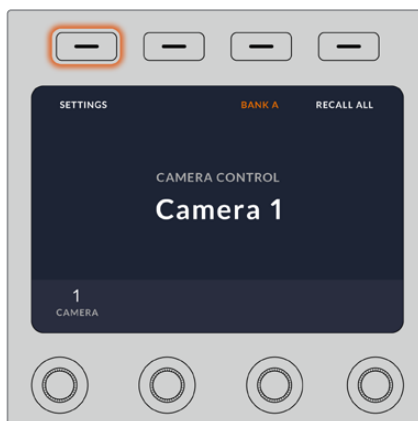 SETTINGS BANK A RECALL ALL
CAMERA CONTROL
Camera 1
1
CAMERA